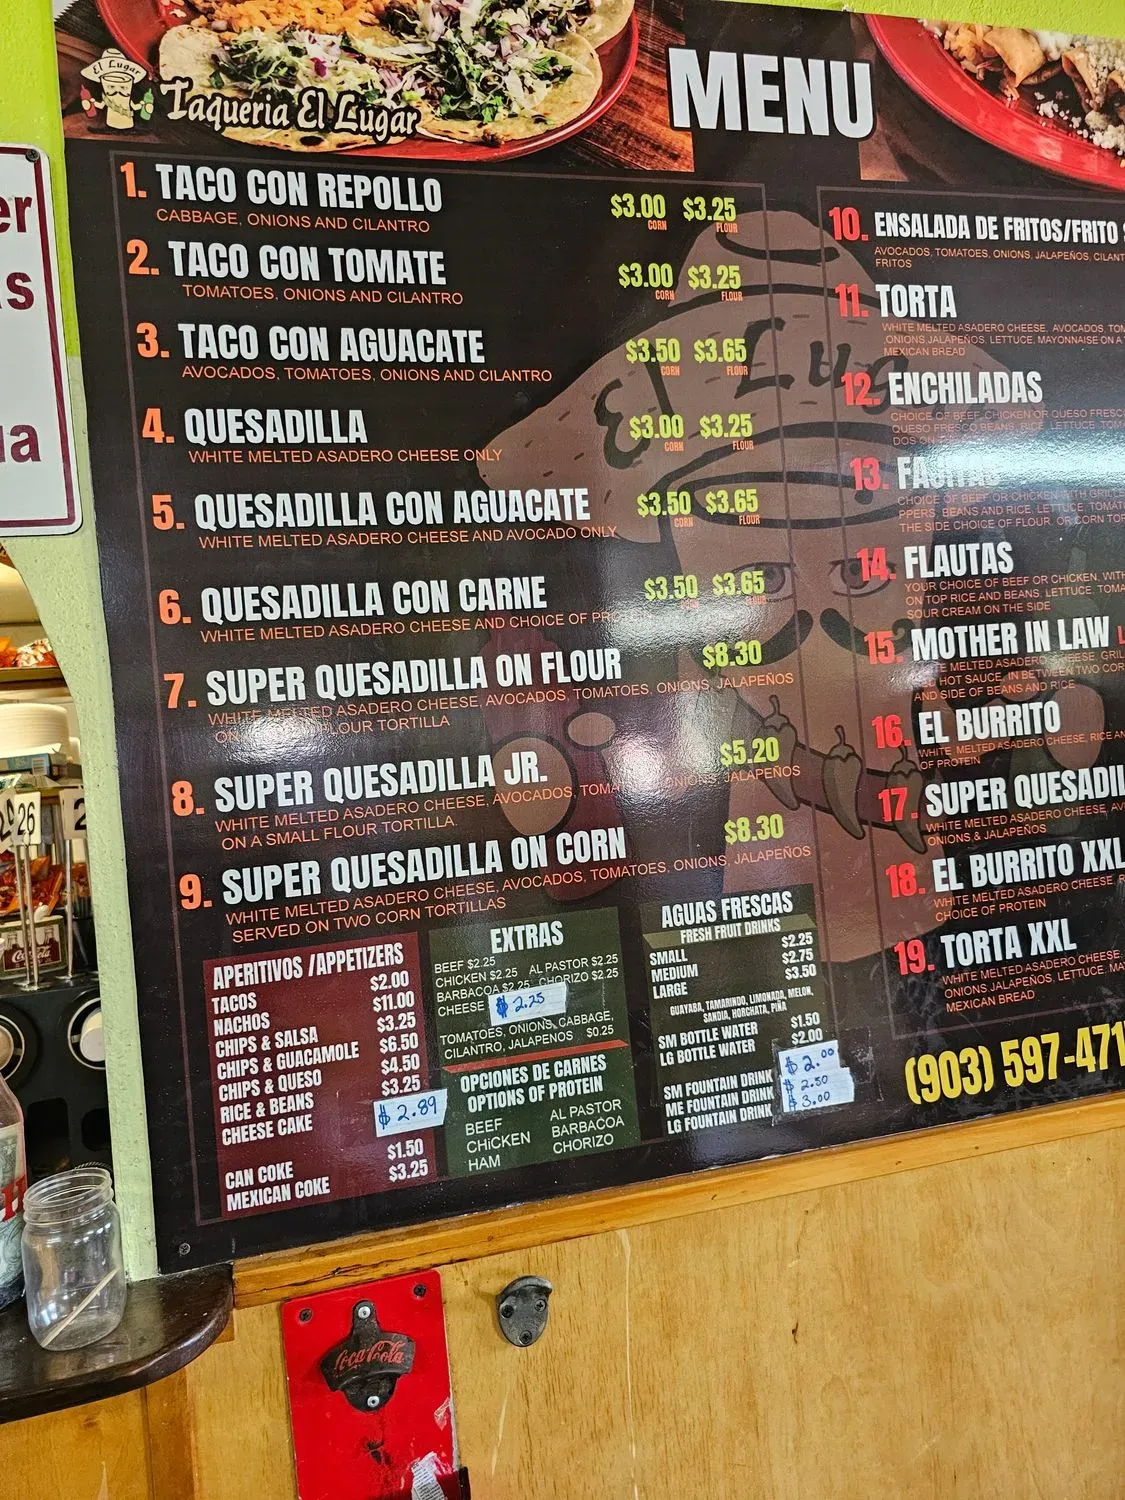 El Lugar
Taqueria El Lugar
MENU
1. TACO CON REPOLLO
CABBAGE, ONIONS AND CILANTRO
$3.00 $3.25
CORN FLOUR
2. TACO CON TOMATE
TOMATOES, ONIONS AND CILANTRO
$3.00 $3.25
CORN FLOUR
3. TACO CON AGUACATE
AVOCADOS, TOMATOES, ONIONS AND CILANTRO
$3.50 $3.65
CORN FLOUR
4. QUESADILLA
WHITE MELTED ASADERO CHEESE ONLY
$3.00 $3.25
CORN FLOUR
5. QUESADILLA CON AGUACATE
WHITE MELTED ASADERO CHEESE AND AVOCADO ONLY
$3.50 $3.65
CORN FLOUR
6. QUESADILLA CON CARNE
WHITE MELTED ASADERO CHEESE AND CHOICE OF
$3.50 $3.65
CORN FLOUR
7. SUPER QUESADILLA ON FLOUR
$8.30
WHITE MELTED ASADERO CHEESE, AVOCADOS, TOMATOES, ONIONS, JALAPEÑOS
ON FLOUR TORTILLA
8. SUPER QUESADILLA JR.
$5.20
WHITE MELTED ASADERO CHEESE, AVOCADOS, ONIONS, JALAPEÑOS
ON A SMALL FLOUR TORTILLA
9. SUPER QUESADILLA ON CORN
$8.30
WHITE MELTED ASADERO CHEESE, AVOCADOS, TOMATOES, ONIONS, JALAPEÑOS
SERVED ON TWO CORN TORTILLAS
APERITIVOS /APPETIZERS
TACOS $2.00
NACHOS $11.00
CHIPS & SALSA $3.25
CHIPS & GUACAMOLE $6.50
CHIPS & QUESO $4.50
RICE & BEANS $3.25
CHEESE CAKE $2.89
CAN COKE $1.50
MEXICAN COKE $3.25
EXTRAS
BEEF $2.25
CHICKEN $2.25 AL PASTOR $2.25
BARBACOA $2.25 CHORIZO $2.25
CHEESE $2.25
TOMATOES, ONIONS, CABBAGE,
CILANTRO, JALAPENOS $0.25
OPCIONES DE CARNES
OPTIONS OF PROTEIN
BEEF AL PASTOR
CHICKEN BARBACOA
HAM CHORIZO
AGUAS FRESCAS
FRESH FRUIT DRINKS
SMALL $2.25
MEDIUM $2.75
LARGE $3.50
GUAYABA, TAMARINDO, LIMONADA, MELON,
SANDIA, HORCHATA, PIÑA
SM BOTTLE WATER $1.50
LG BOTTLE WATER $2.00
SM FOUNTAIN DRINK $2.00
ME FOUNTAIN DRINK $2.50
LG FOUNTAIN DRINK $3.00
10. ENSALADA DE FRITOS/FRITO
AVOCADOS, TOMATOES, ONIONS, JALAPEÑOS,
FRITOS
11. TORTA
WHITE MELTED ASADERO CHEESE, AVOCADOS
,ONIONS, JALAPEÑOS, LETTUCE, MAYONNAISE ON A
MEXICAN BREAD
12. ENCHILADAS
CHOICE OF BEEF, CHICKEN OR QUESO
QUESO FRESCO BEANS, RICE, LETTUCE
DOS ON
13. FAJITAS
CHOICE OF BEEF OR CHICKEN WITH
PPERS, BEANS AND RICE, LETTUCE
THE SIDE CHOICE OF FLOUR, OR CORN
14. FLAUTAS
YOUR CHOICE OF BEEF OR CHICKEN,
ON TOP RICE AND BEANS, LETTUCE,
SOUR CREAM ON THE SIDE
15. MOTHER IN LAW
MELTED ASADERO CHEESE
HOT SAUCE, IN BETWEEN TWO
AND SIDE OF BEANS AND RICE
16. EL BURRITO
WHITE MELTED ASADERO CHEESE, RICE
OF PROTEIN
17. SUPER
WHITE MELTED ASADERO CHEESE,
ONIONS & JALAPEÑOS
18. EL BURRITO XXL
WHITE MELTED ASADERO CHEESE,
CHOICE OF PROTEIN
19. TORTA XXL
WHITE MELTED ASADERO CHEESE,
ONIONS JALAPEÑOS, LETTUCE,
MEXICAN BREAD
(903) 597-471
26
Coca-Cola